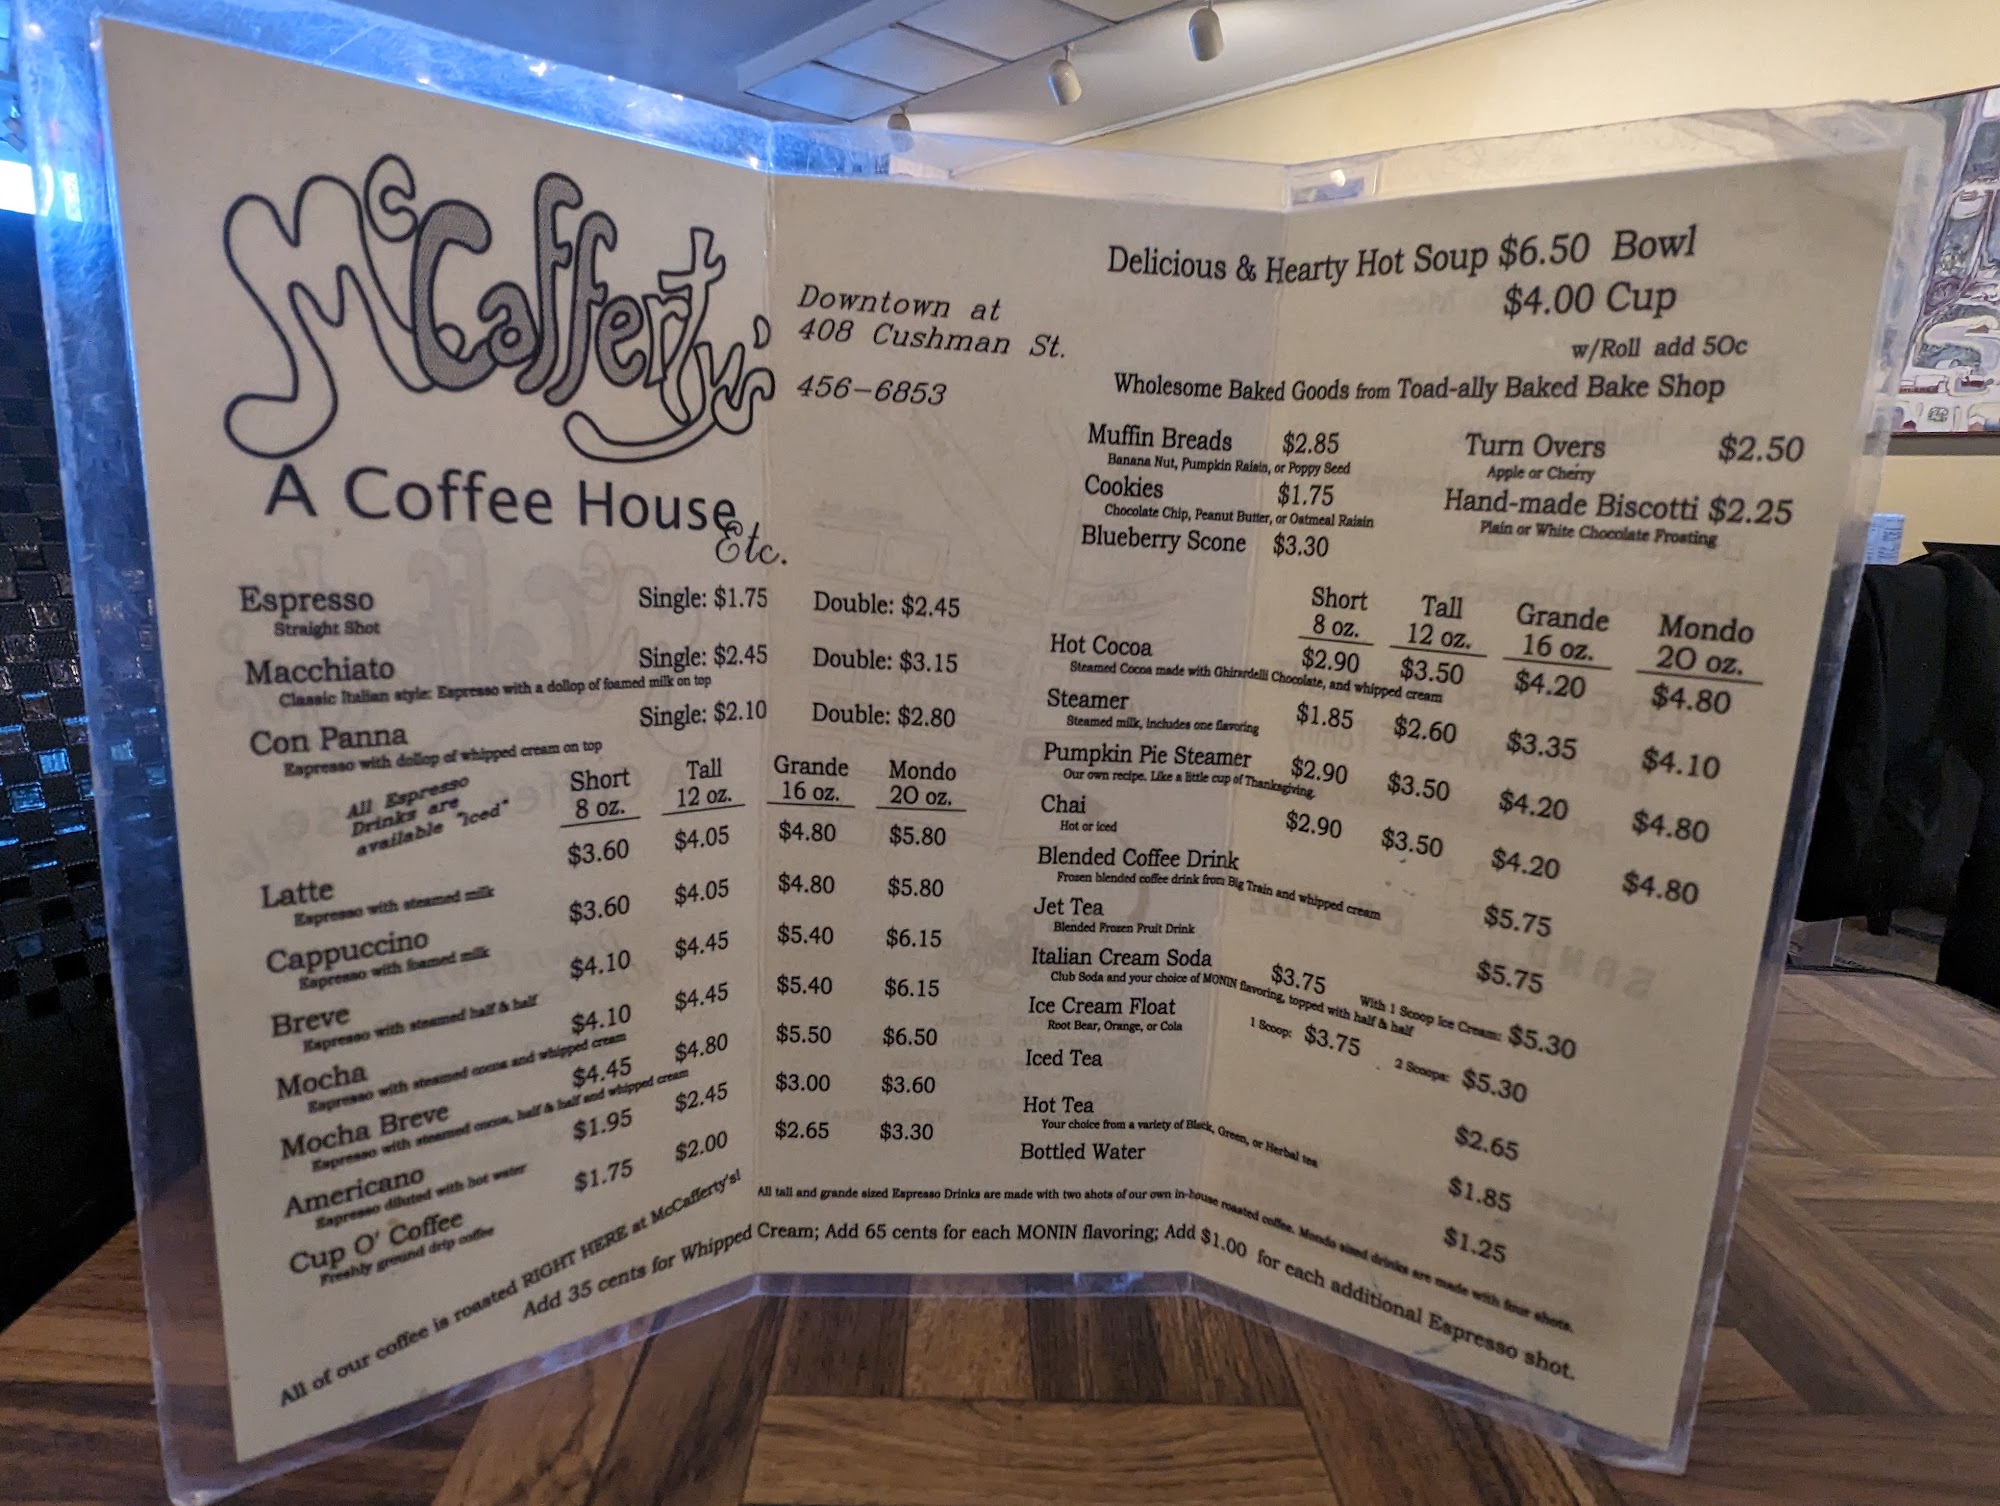 McCafferty's
A Coffee House
Etc.
Downtown at
408 Cushman St.
456-6853
Espresso Single: $1.75 Double: $2.45
Straight Shot
Macchiato Single: $2.45 Double: $3.15
Classic Italian style: Espresso with a dollop of foamed milk on top
Con Panna Single: $2.10 Double: $2.80
Espresso with dollop of whipped cream on top
All Espresso
Drinks are
available "iced"
Short Tall Grande Mondo
8 oz. 12 oz. 16 oz. 20 oz.
Latte $3.60 $4.05 $4.80 $5.80
Espresso with steamed milk
Cappuccino $3.60 $4.05 $4.80 $5.80
Espresso with foamed milk
Breve $4.10 $4.45 $5.40 $6.15
Espresso with steamed half & half
Mocha $4.10 $4.45 $5.40 $6.15
Espresso with steamed cocoa and whipped cream
Mocha Breve $4.45 $4.80 $5.50 $6.50
Espresso with steamed cocoa, half & half and whipped cream
Americano $1.95 $2.45 $3.00 $3.60
Espresso diluted with hot water
Cup O' Coffee $1.75 $2.00 $2.65 $3.30
Freshly ground drip coffee
Delicious & Hearty Hot Soup $6.50 Bowl
$4.00 Cup
w/Roll add 50c
Wholesome Baked Goods from Toad-ally Baked Bake Shop
Muffin Breads $2.85
Banana Nut, Pumpkin Raisin, or Poppy Seed
Cookies $1.75
Chocolate Chip, Peanut Butter, or Oatmeal Raisin
Blueberry Scone $3.30
Turn Overs $2.50
Apple or Cherry
Hand-made Biscotti $2.25
Plain or White Chocolate Frosting
Short Tall Grande Mondo
8 oz. 12 oz. 16 oz. 20 oz.
Hot Cocoa $2.90 $3.50 $4.20 $4.80
Steamed Cocoa made with Ghirardelli Chocolate, and whipped cream
Steamer $1.85 $2.60 $3.35 $4.10
Steamed milk, includes one flavoring
Pumpkin Pie Steamer $2.90 $3.50 $4.20 $4.80
Our own recipe. Like a little cup of Thanksgiving.
Chai $2.90 $3.50 $4.20 $4.80
Hot or iced
Blended Coffee Drink $5.75
Frozen blended coffee drink from Big Train and whipped cream
Jet Tea $5.75
Blended Frozen Fruit Drink
Italian Cream Soda $3.75 With 1 Scoop Ice Cream: $5.30
Club Soda and your choice of MONIN flavoring, topped with half & half
Ice Cream Float 1 Scoop: $3.75 2 Scoops: $5.30
Root Bear, Orange, or Cola
Iced Tea $2.65
Hot Tea $1.85
Your choice from a variety of Black, Green, or Herbal tea
Bottled Water $1.25
All of our coffee is roasted RIGHT HERE at McCafferty's! All tall and grande sized Espresso Drinks are made with two shots of our own in-house roasted coffee. Mondo sized drinks are made with four shots.
Add 35 cents for Whipped Cream; Add 65 cents for each MONIN flavoring; Add $1.00 for each additional Espresso shot.